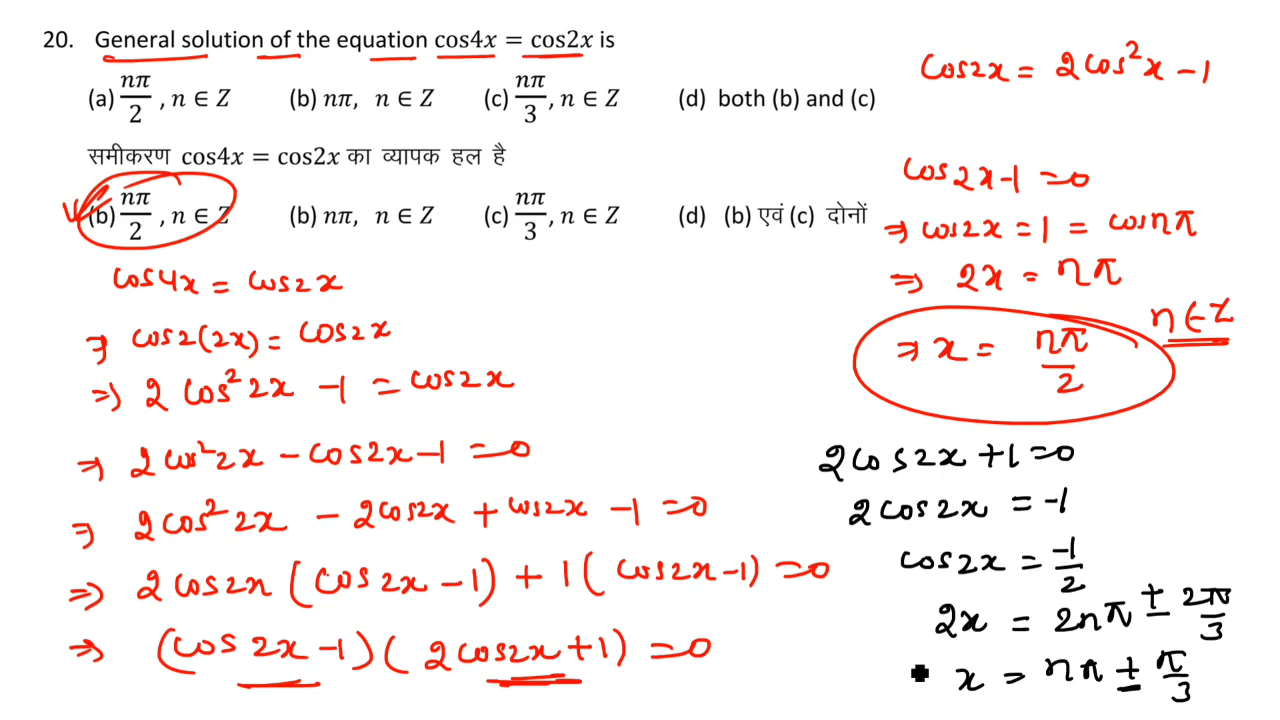 20. General solution of the equation cos4x = cos2x is
(a) nπ/2 , n ∈ Z (b) nπ, n ∈ Z (c) nπ/3 , n ∈ Z (d) both (b) and (c)
समीकरण cos4x = cos2x का व्यापक हल है
(b) nπ/2 , n ∈ Z (b) nπ, n ∈ Z (c) nπ/3 , n ∈ Z (d) (b) एवं (c) दोनों
cos4x = cos2x
⇒ cos2(2x) = cos2x
⇒ 2 cos²2x - 1 = cos2x
⇒ 2cos²2x - cos2x - 1 = 0
⇒ 2cos²2x - 2cos2x + cos2x - 1 = 0
⇒ 2cos2x (cos2x - 1) + 1 (cos2x - 1) = 0
⇒ (cos2x - 1)(2cos2x + 1) = 0
cos2x = 2cos²x - 1
cos2x - 1 = 0
⇒ cos2x = 1 = cosnπ
⇒ 2x = nπ
⇒ x = nπ/2 n ∈ Z
2cos2x + 1 = 0
2cos2x = -1
cos2x = -1/2
2x = 2nπ ± 2π/3
x = nπ ± π/3